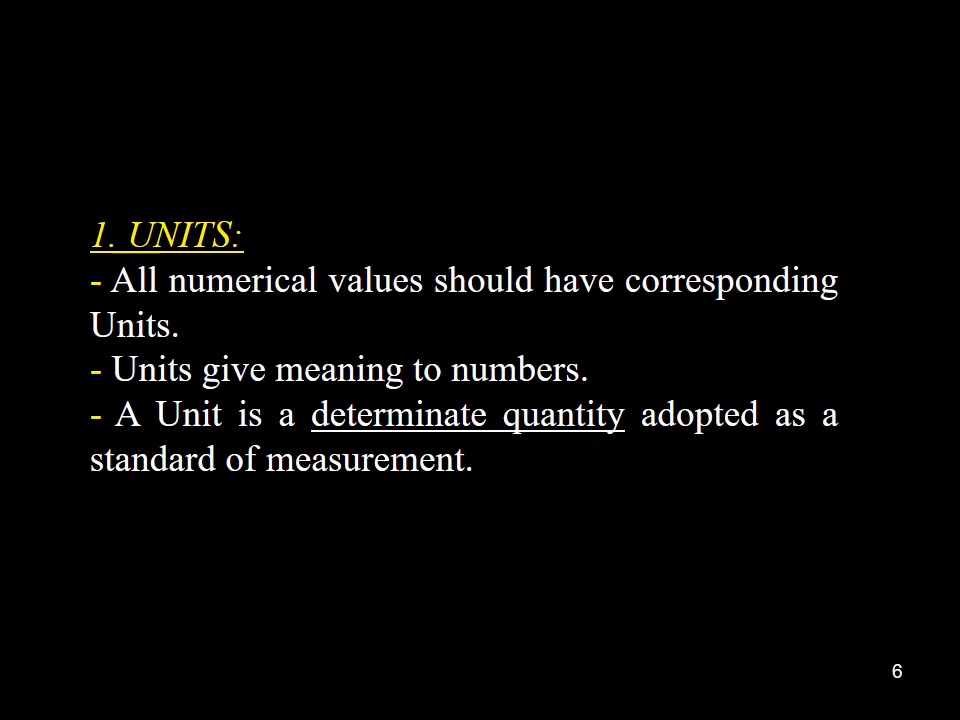 1. UNITS:
- All numerical values should have corresponding
Units.
- Units give meaning to numbers.
- A Unit is a determinate quantity adopted as a
standard of measurement.
6